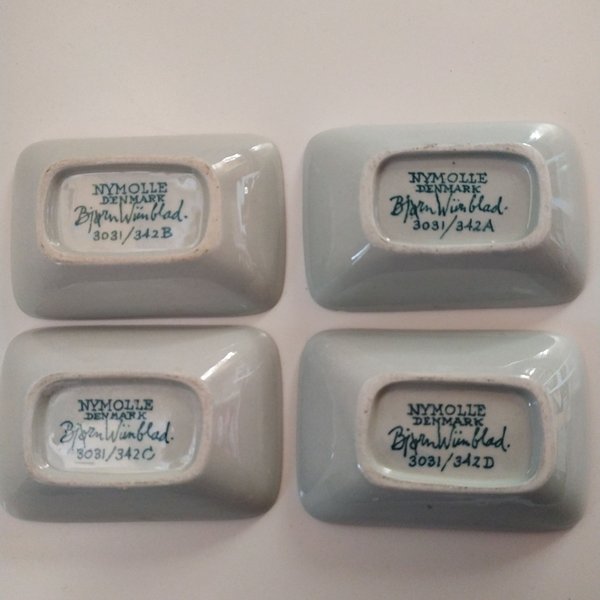 NYMOLLE
DENMARK
Bjørn Wiinblad.
3031/342B
NYMOLLE
DENMARK
Bjørn Wiinblad.
3031/342A
NYMOLLE
DENMARK
Bjørn Wiinblad.
3031/342C
NYMOLLE
DENMARK
Bjørn Wiinblad.
3031/342D